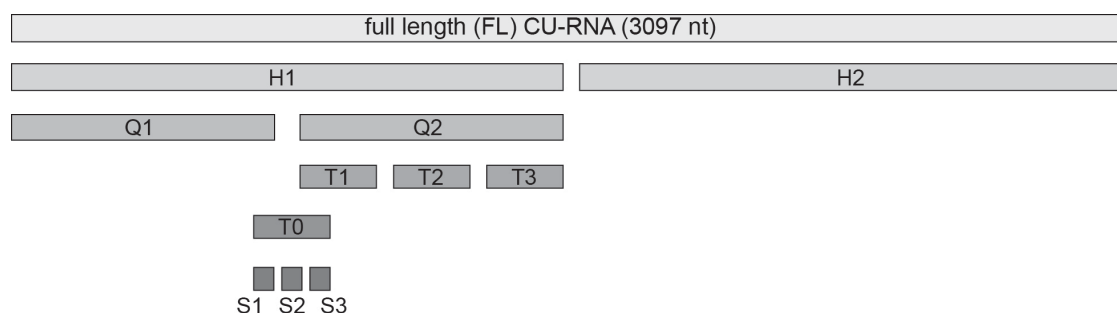 full length (FL) CU-RNA (3097 nt)
H1 H2
Q1 Q2
T1 T2 T3
T0
S1 S2 S3